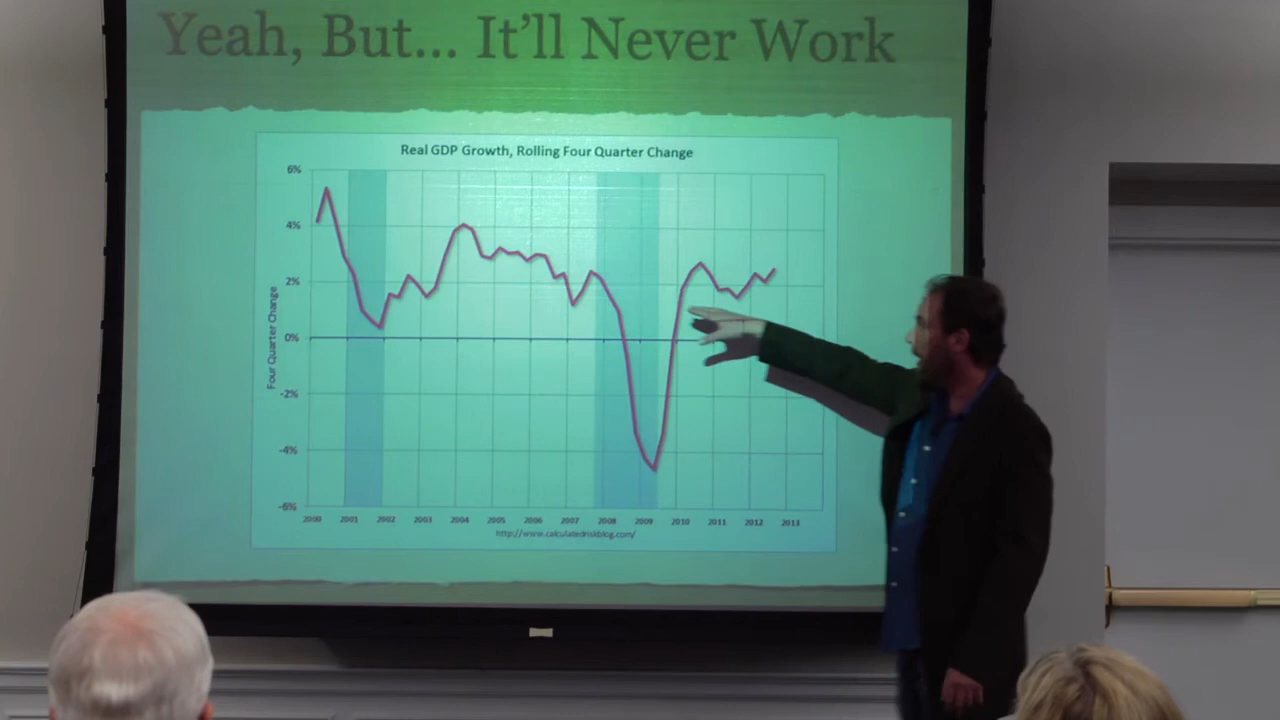 Yeah, But... It'll Never Work
Real GDP Growth, Rolling Four Quarter Change
6%
4%
2%
0%
-2%
-4%
-6%
Four Quarter Change
2000 2001 2002 2003 2004 2005 2006 2007 2008 2009 2010 2011 2012 2013
http://www.calculatedriskblog.com/